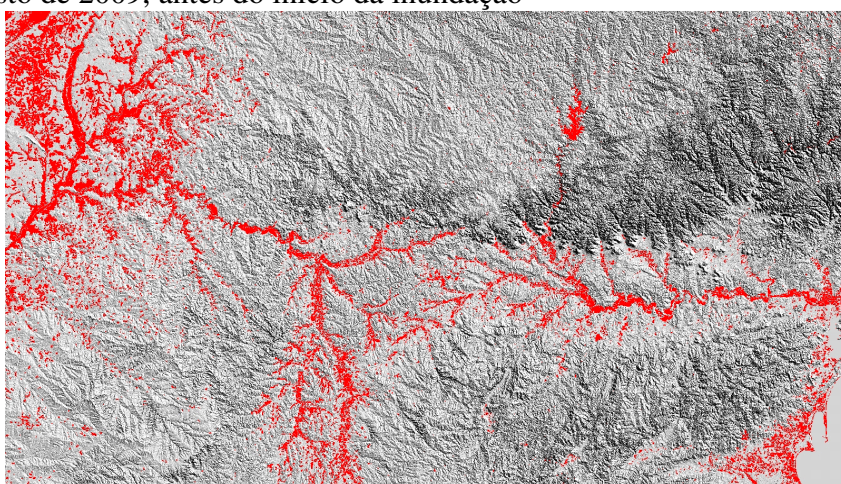 sto de 2009, antes do início da inundação